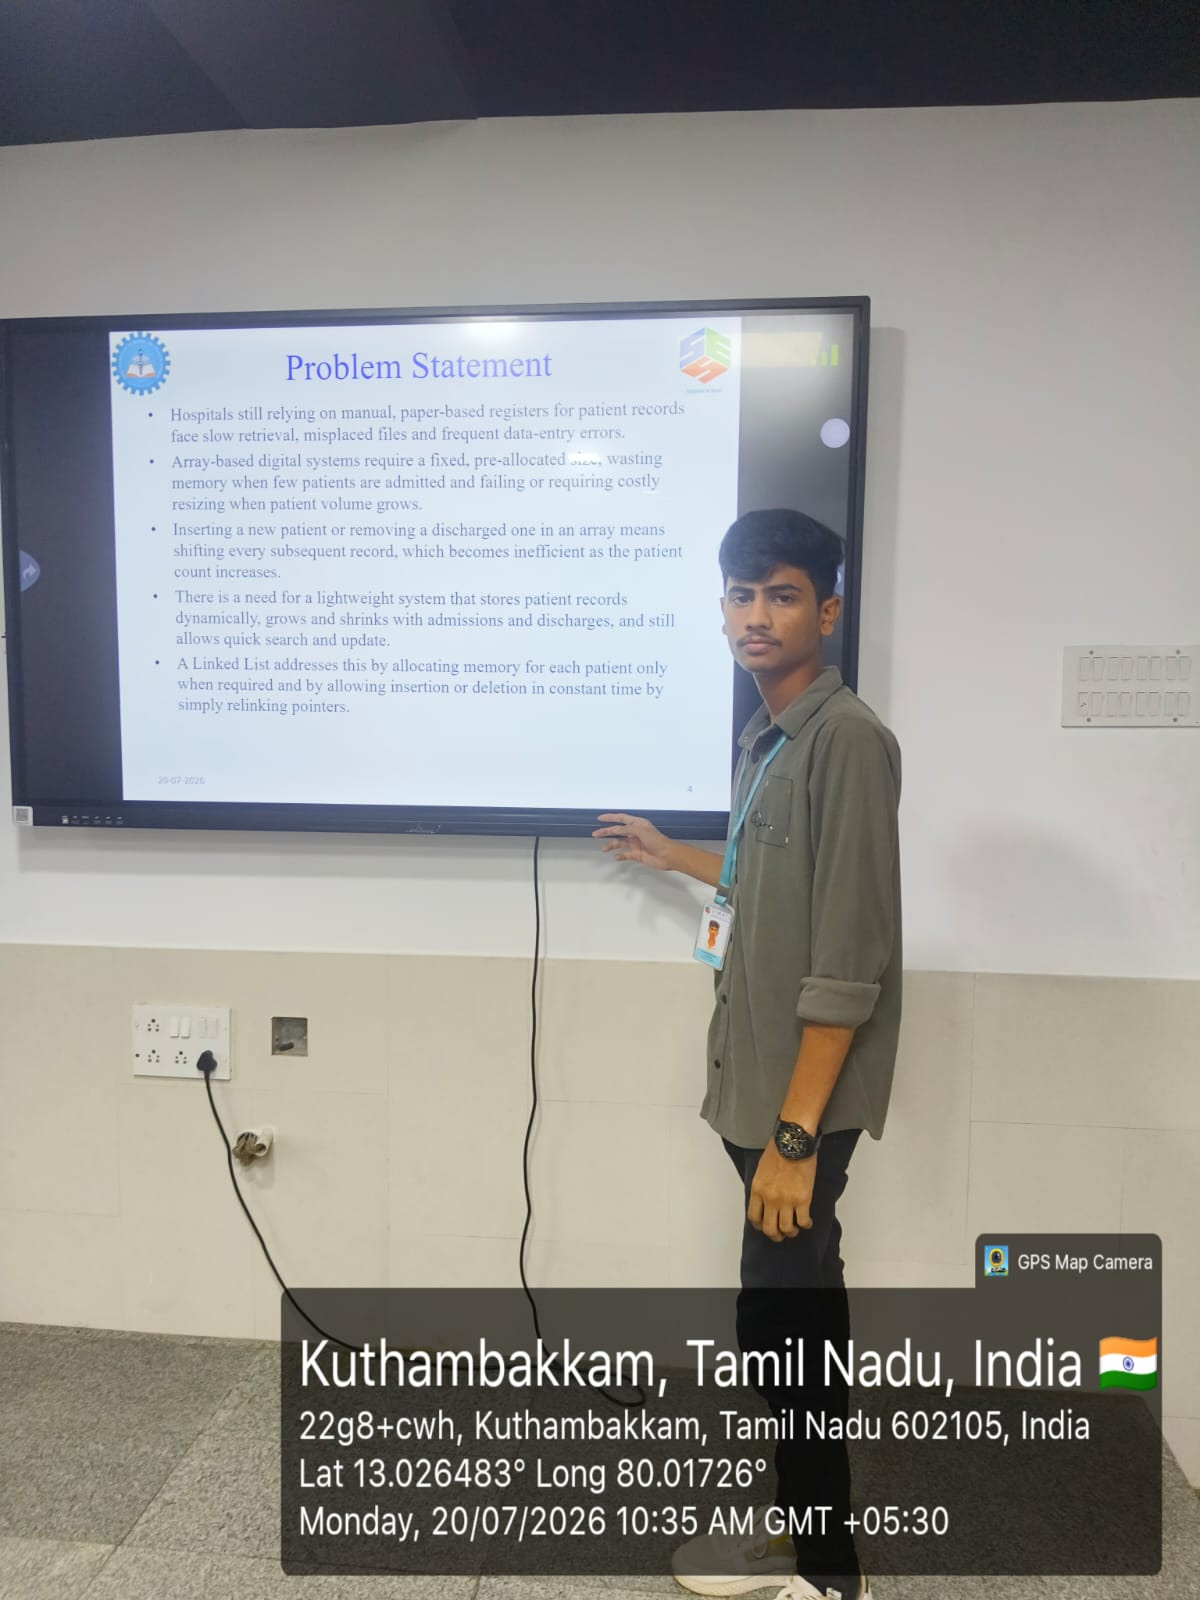 Problem Statement
• Hospitals still relying on manual, paper-based registers for patient records
face slow retrieval, misplaced files and frequent data-entry errors.
• Array-based digital systems require a fixed, pre-allocated size, wasting
memory when few patients are admitted and failing or requiring costly
resizing when patient volume grows.
• Inserting a new patient or removing a discharged one in an array means
shifting every subsequent record, which becomes inefficient as the patient
count increases.
• There is a need for a lightweight system that stores patient records
dynamically, grows and shrinks with admissions and discharges, and still
allows quick search and update.
• A Linked List addresses this by allocating memory for each patient only
when required and by allowing insertion or deletion in constant time by
simply relinking pointers.
20-07-2026
4
GPS Map Camera
Kuthambakkam, Tamil Nadu, India
22g8+cwh, Kuthambakkam, Tamil Nadu 602105, India
Lat 13.026483° Long 80.01726°
Monday, 20/07/2026 10:35 AM GMT +05:30